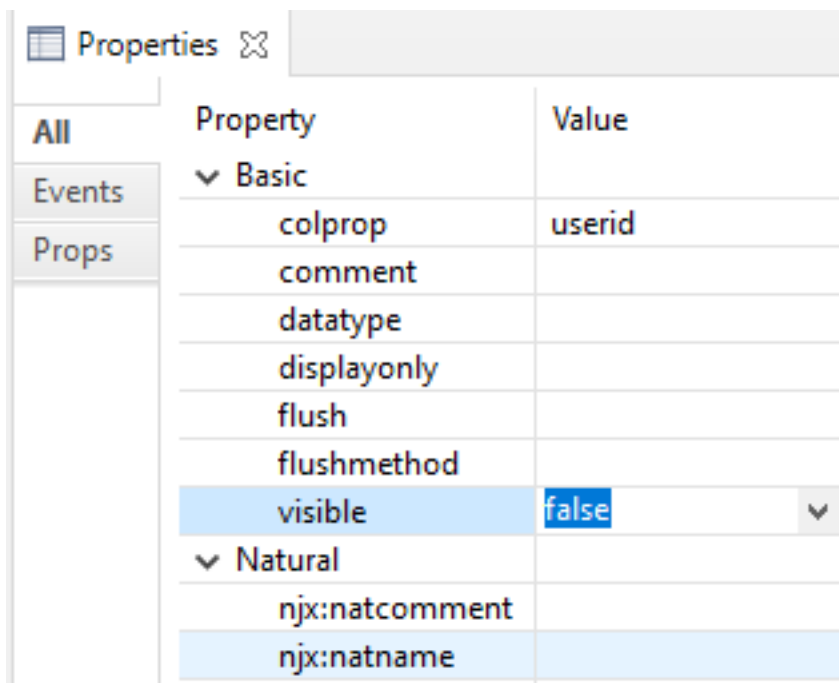 Properties
All
Events
Props
Property Value
Basic
colprop userid
comment
datatype
displayonly
flush
flushmethod
visible false
Natural
njx:natcomment
njx:natname